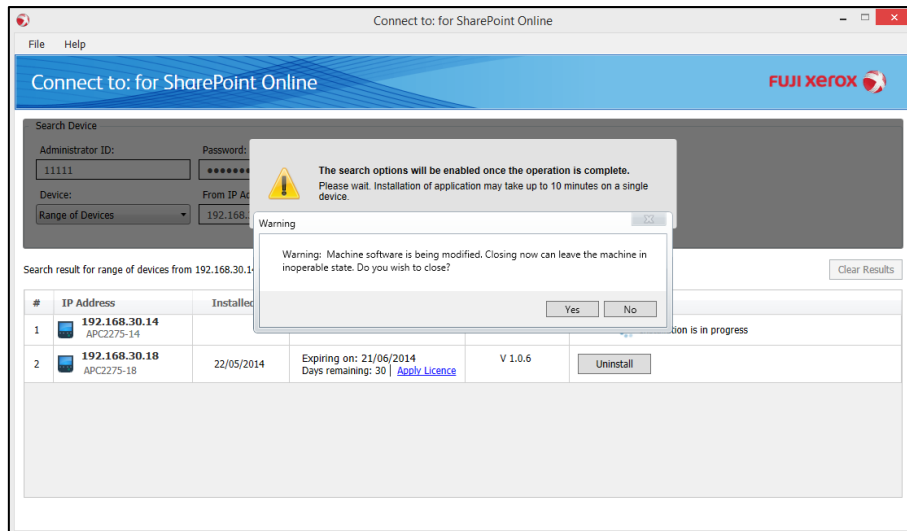 Connect to: for SharePoint Online
File Help
Connect to: for SharePoint Online
FUJI xerox
Search Device
Administrator ID: Password:
11111
Device: From IP
Range of Devices 192.168.
The search options will be enabled once the operation is complete.
Please wait. Installation of application may take up to 10 minutes on a single
device.
Warning
Warning: Machine software is being modified. Closing now can leave the machine in
inoperable state. Do you wish to close?
Yes No
Search result for range of devices from 192.168.30.14
Clear Results
# IP Address Installed
1 192.168.30.14
APC2275-14
is in progress
2 192.168.30.18
APC2275-18
22/05/2014
Expiring on: 21/06/2014
Days remaining: 30 | Apply Licence
V 1.0.6
Uninstall